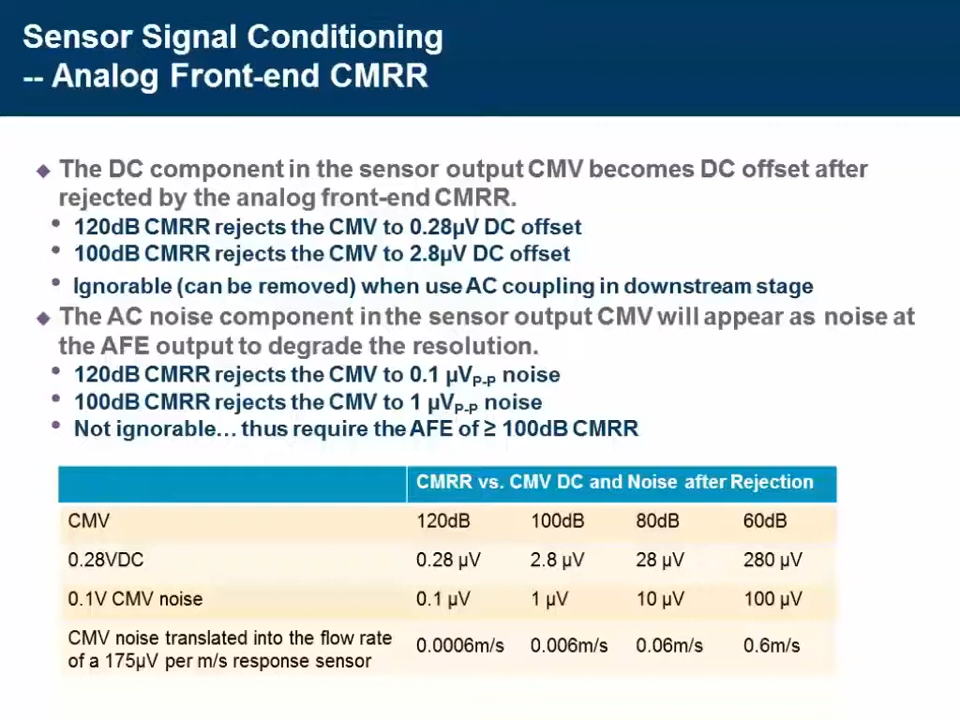 Sensor Signal Conditioning
-- Analog Front-end CMRR
◆ The DC component in the sensor output CMV becomes DC offset after
rejected by the analog front-end CMRR.
• 120dB CMRR rejects the CMV to 0.28µV DC offset
• 100dB CMRR rejects the CMV to 2.8µV DC offset
• Ignorable (can be removed) when use AC coupling in downstream stage
◆ The AC noise component in the sensor output CMV will appear as noise at
the AFE output to degrade the resolution.
• 120dB CMRR rejects the CMV to 0.1 µVP-P noise
• 100dB CMRR rejects the CMV to 1 µVP-P noise
• Not ignorable… thus require the AFE of ≥ 100dB CMRR
CMRR vs. CMV DC and Noise after Rejection
CMV 120dB 100dB 80dB 60dB
0.28VDC 0.28 µV 2.8 µV 28 µV 280 µV
0.1V CMV noise 0.1 µV 1 µV 10 µV 100 µV
CMV noise translated into the flow rate
of a 175µV per m/s response sensor 0.0006m/s 0.006m/s 0.06m/s 0.6m/s